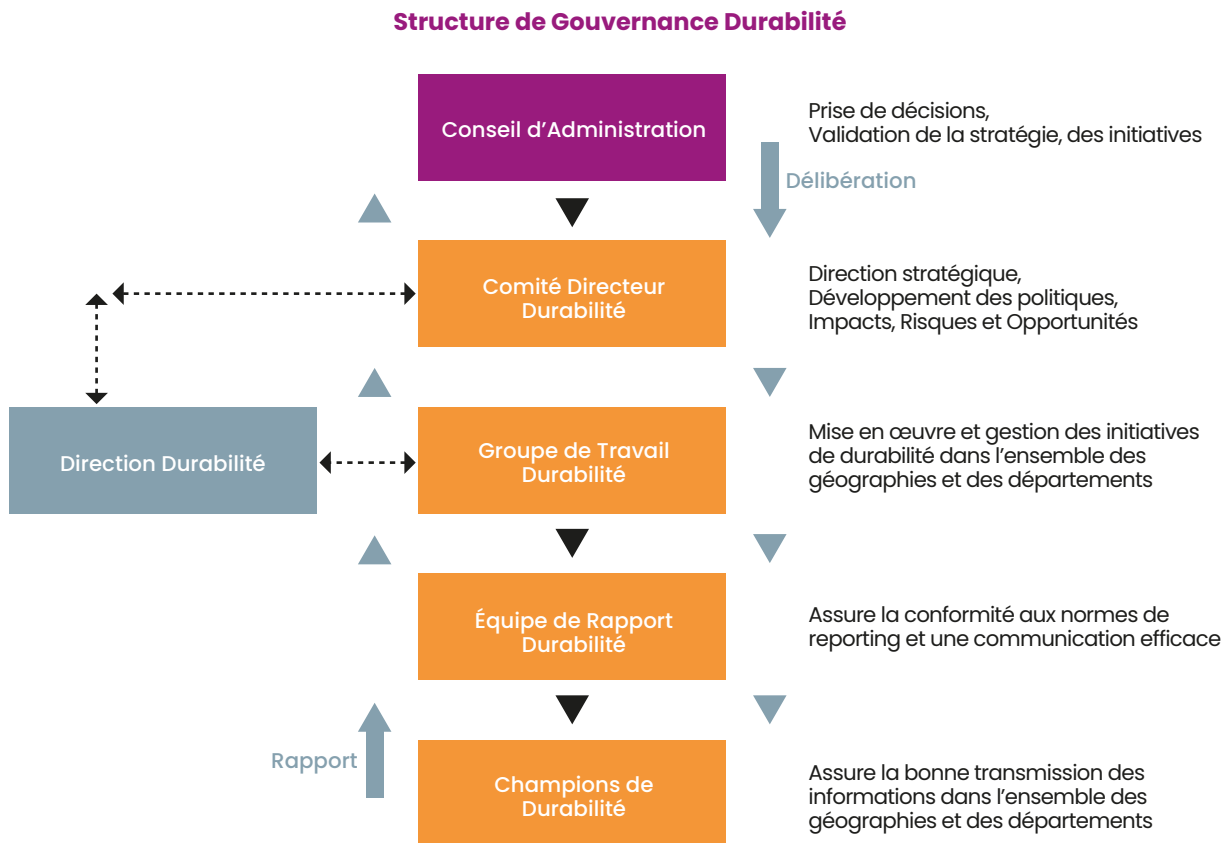 Structure de Gouvernance Durabilité
Conseil d’Administration
Prise de décisions,
Validation de la stratégie, des initiatives
Délibération
Comité Directeur
Durabilité
Direction stratégique,
Développement des politiques,
Impacts, Risques et Opportunités
Direction Durabilité
Groupe de Travail
Durabilité
Mise en œuvre et gestion des initiatives
de durabilité dans l’ensemble des
géographies et des départements
Équipe de Rapport
Durabilité
Assure la conformité aux normes de
reporting et une communication efficace
Rapport
Champions de
Durabilité
Assure la bonne transmission des
informations dans l’ensemble des
géographies et des départements